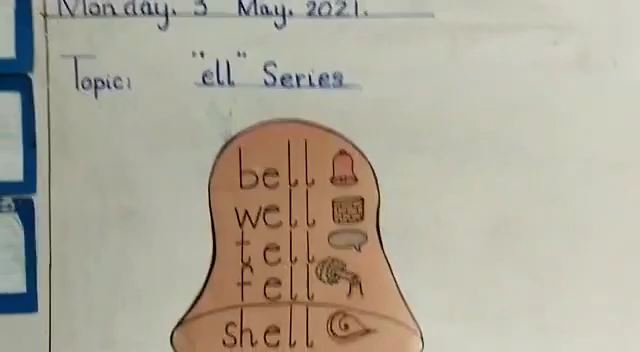 Monday. 3 May. 2021.
Topic: "ell" Series
bell
well
tell
fell
shell